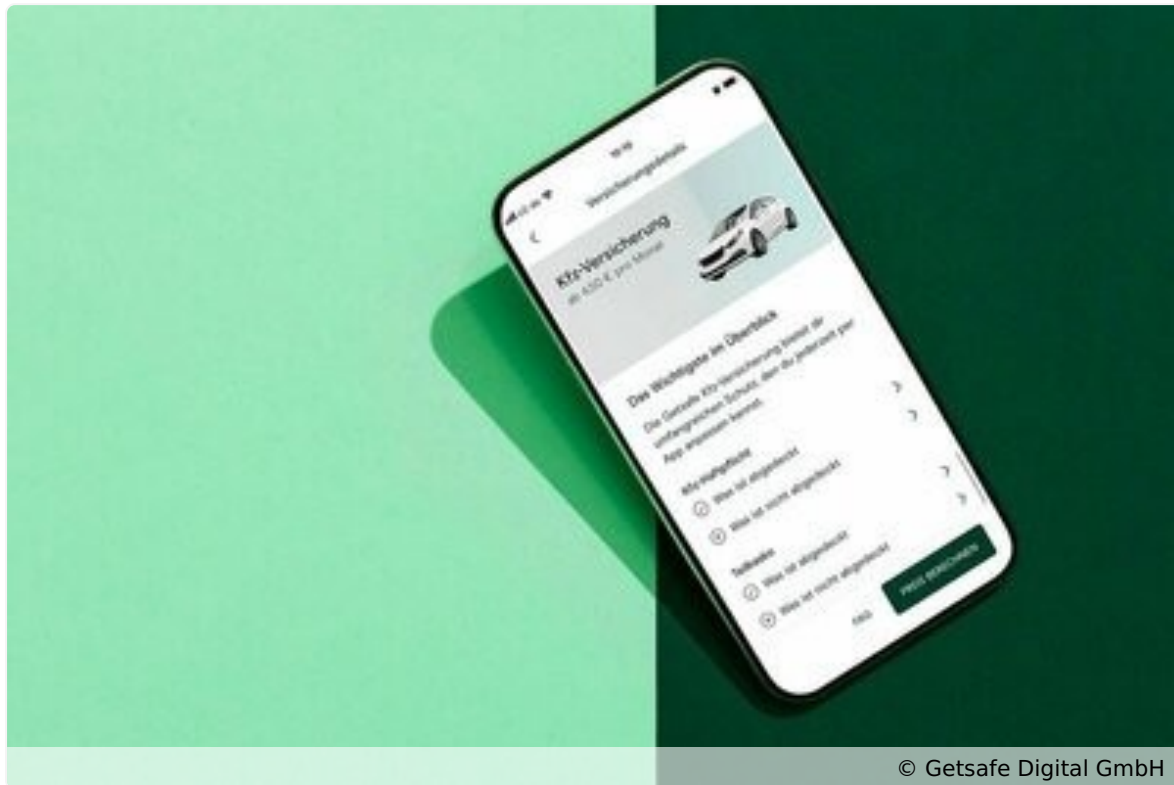 Versicherungsdetails
Kfz-Versicherung
ab 4,50 € pro Monat
Das Wichtigste im Überblick
Die Getsafe Kfz-Versicherung bietet dir
umfangreichen Schutz, den du jederzeit per
App anpassen kannst.
Kfz-Haftpflicht
Was ist abgedeckt
Was ist nicht abgedeckt
Teilkasko
Was ist abgedeckt
Was ist nicht abgedeckt
FAQ
PREIS BERECHNEN
© Getsafe Digital GmbH